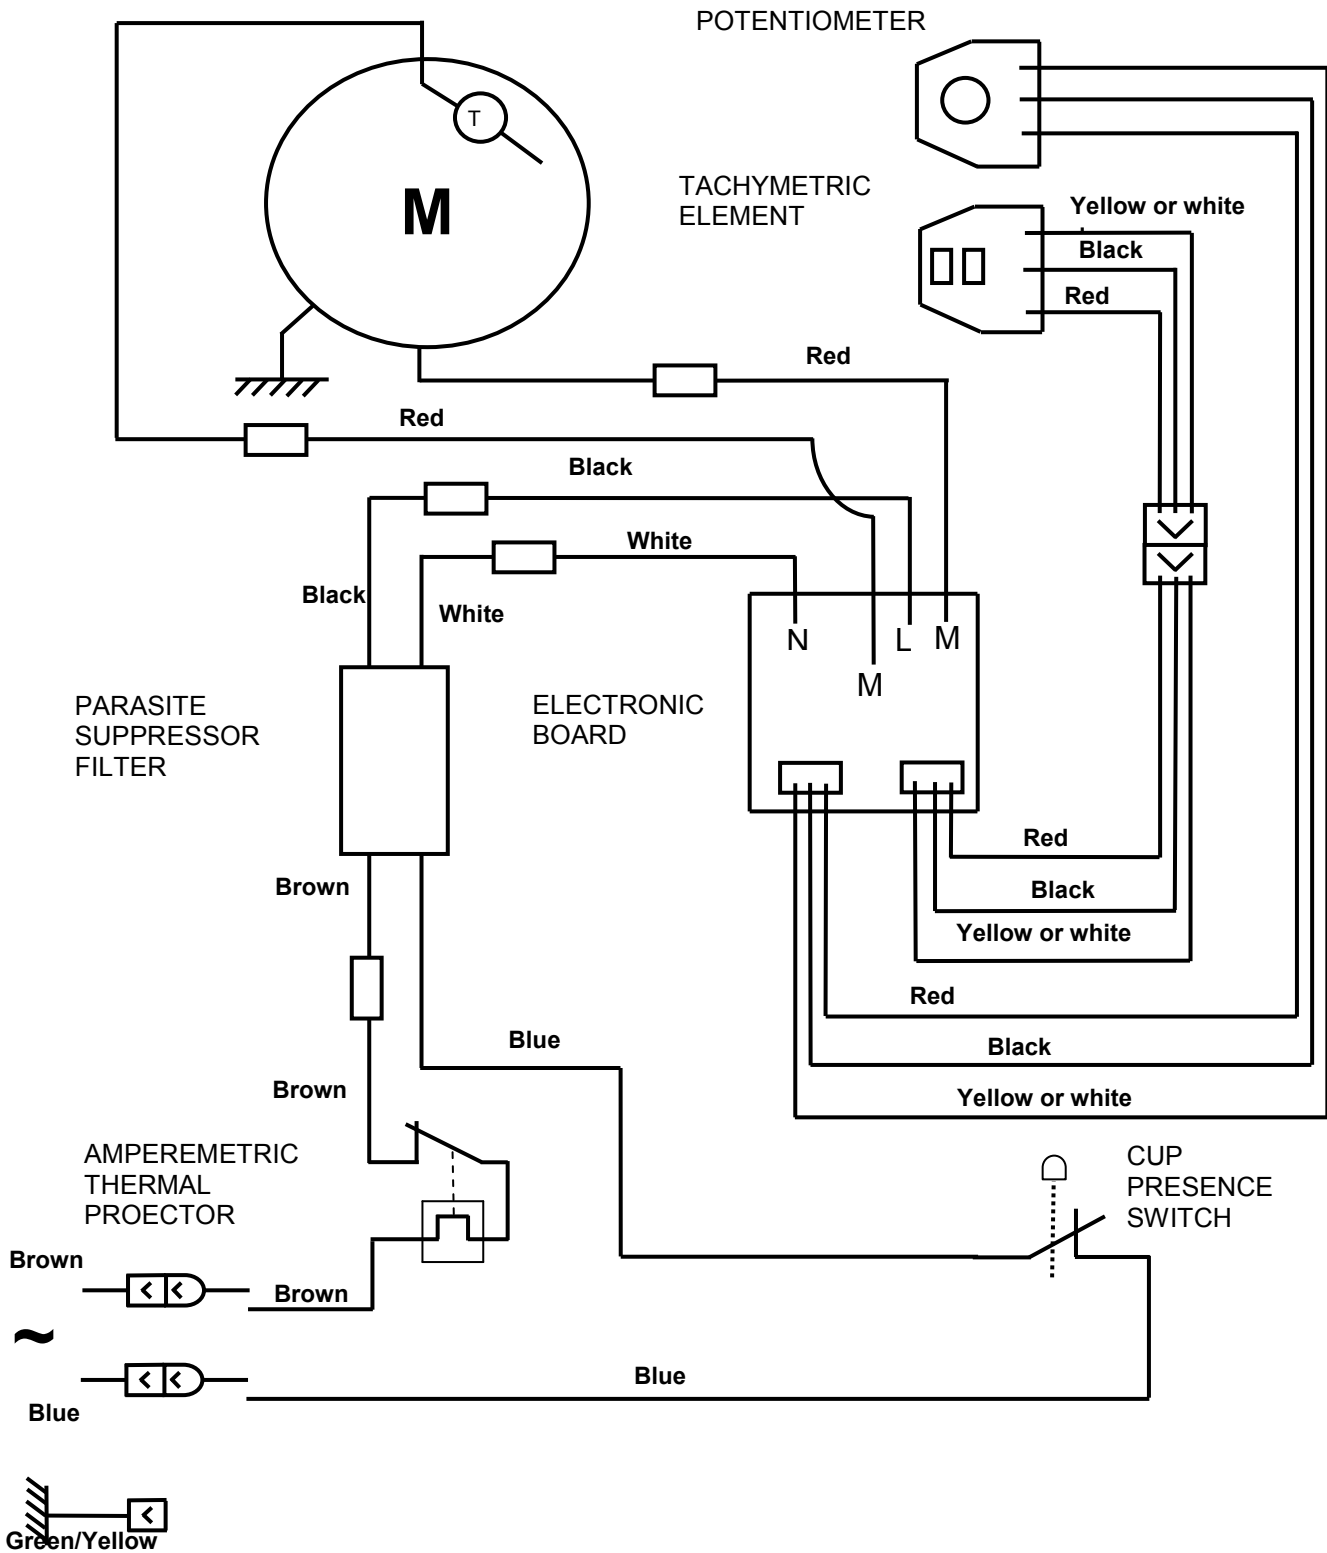 POTENTIOMETER
T
M
TACHYMETRIC
ELEMENT
Yellow or white
Black
Red
Red
Red
Black
White
Black
White
N
L
M
M
PARASITE
SUPPRESSOR
FILTER
ELECTRONIC
BOARD
Red
Black
Yellow or white
Brown
Red
Blue
Black
Brown
Yellow or white
AMPEREMETRIC
THERMAL
PROECTOR
CUP
PRESENCE
SWITCH
Brown
Brown
~
Blue
Blue
Green/Yellow